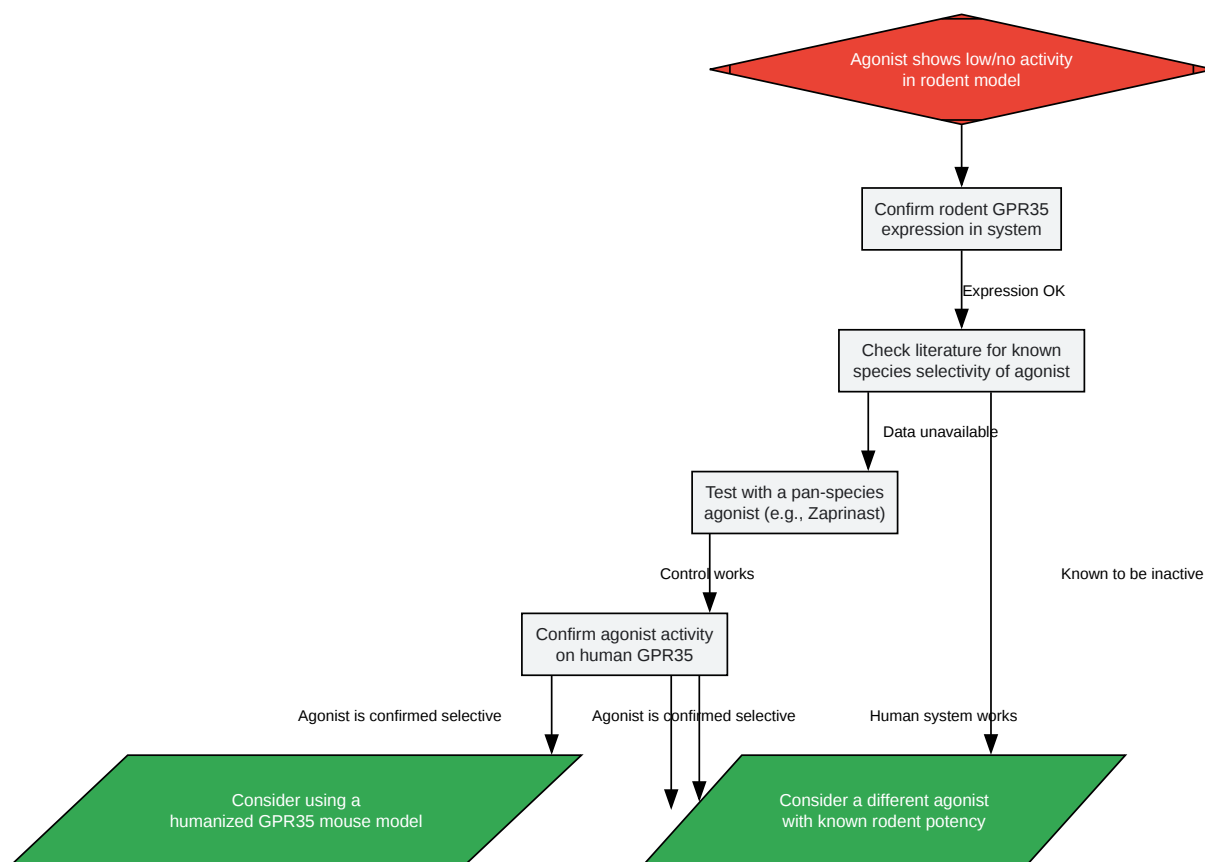 Agonist shows low/no activity
in rodent model
Confirm rodent GPR35
expression in system
Expression OK
Check literature for known
species selectivity of agonist
Data unavailable
Test with a pan-species
agonist (e.g., Zaprinast)
Control works
Known to be inactive
Confirm agonist activity
on human GPR35
Agonist is confirmed selective
Agonist is confirmed selective
Human system works
Consider using a
humanized GPR35 mouse model
Consider a different agonist
with known rodent potency